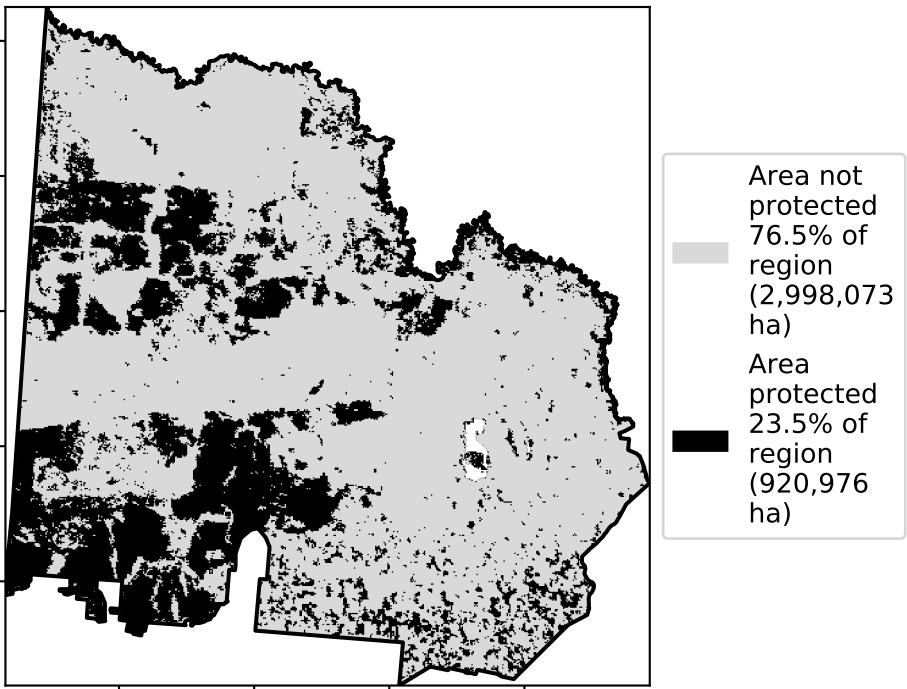 Area not
protected
76.5% of
region
(2,998,073
ha)
Area
protected
23.5% of
region
(920,976
ha)